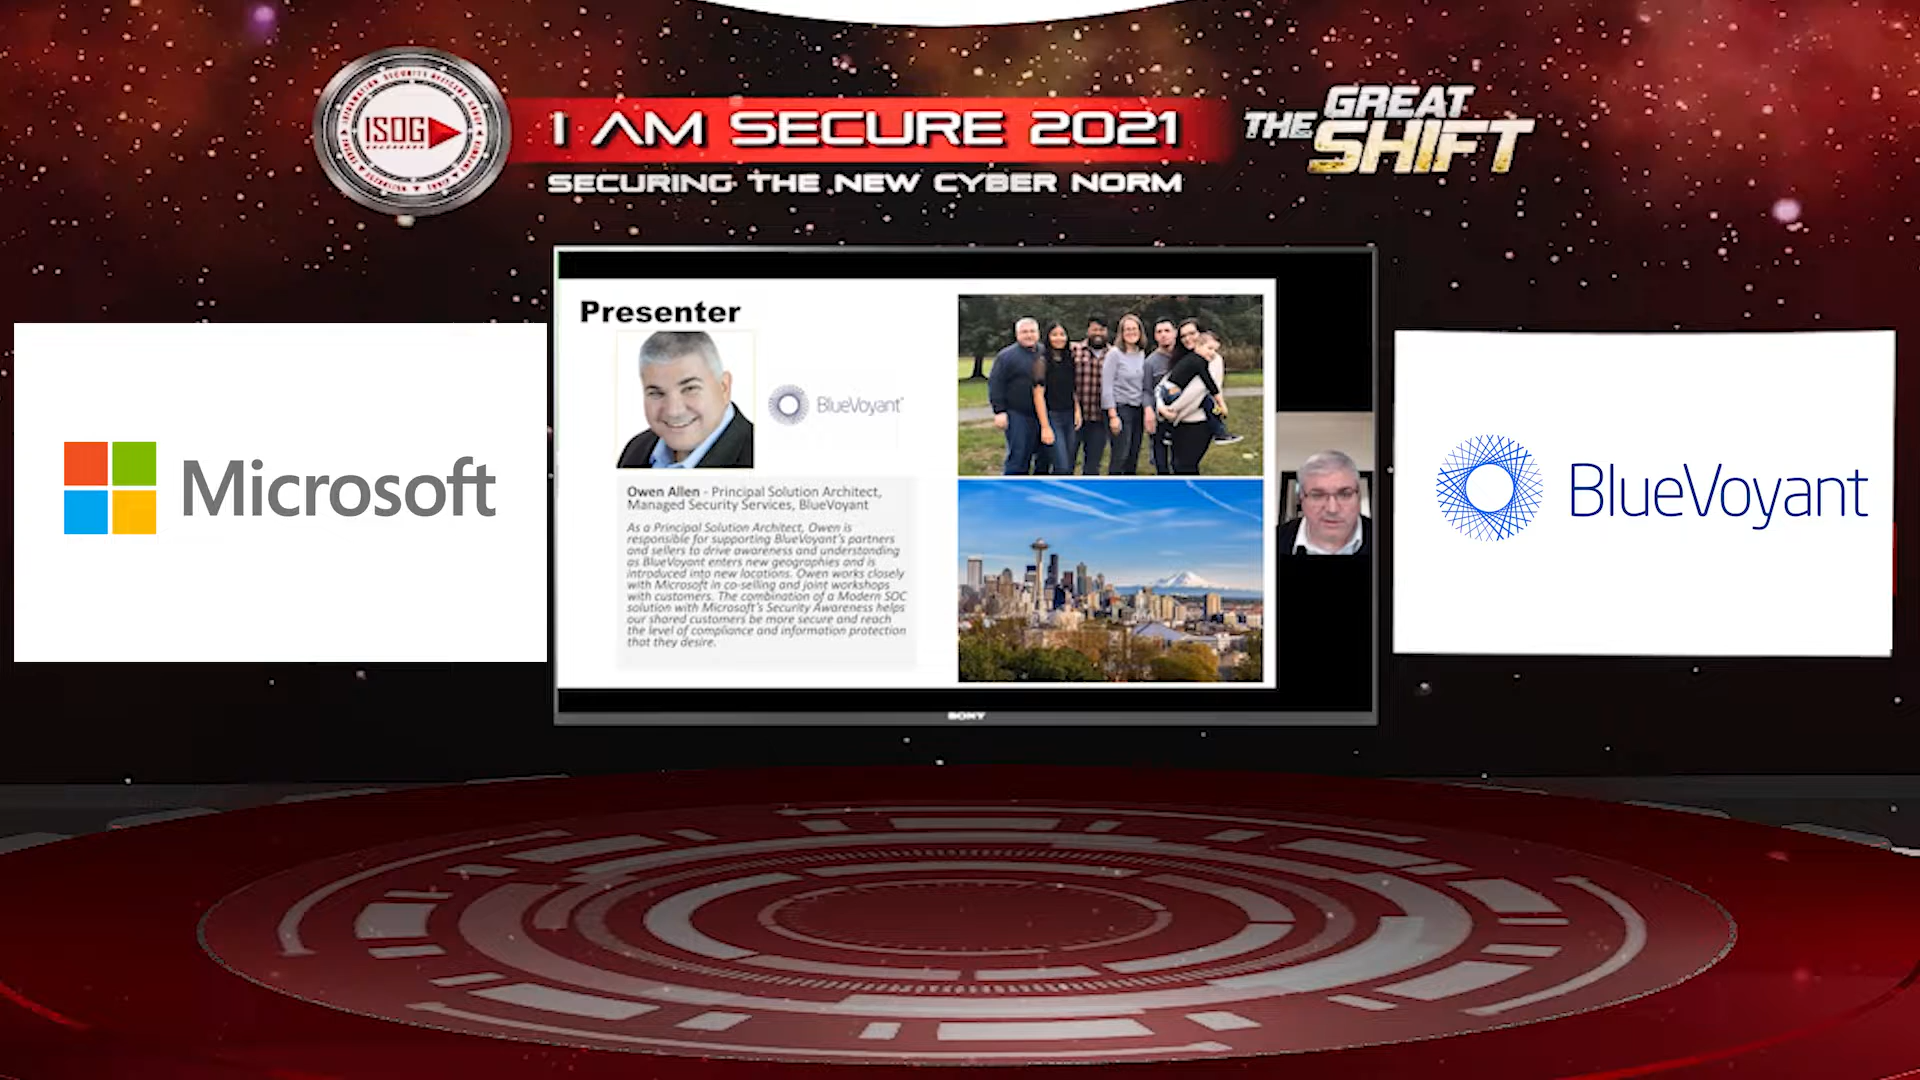 ISOG
I AM SECURE 2021
SECURING THE NEW CYBER NORM
THE GREAT
SHIFT
Microsoft
Presenter
BlueVoyant
Owen Allen - Principal Solution Architect,
Managed Security Services, BlueVoyant
As a Principal Solution Architect, Owen is
responsible for supporting BlueVoyant's partners
and sellers to drive awareness and understanding
as BlueVoyant enters new geographies and is
introduced into new locations. Owen works closely
with Microsoft in co-selling and joint workshops
with customers. The combination of a Modern SOC
solution with Microsoft's Security Awareness helps
our shared customers be more secure and reach
the level of compliance and information protection
that they desire.
SONY
BlueVoyant